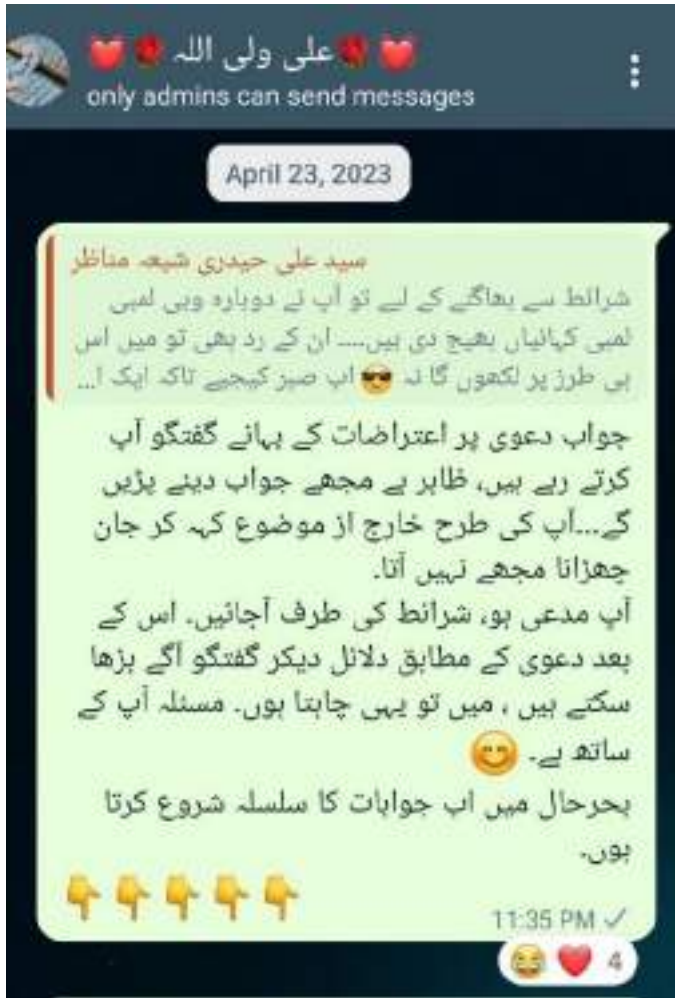 ❤️🌹علی ولی اللہ🌹❤️
only admins can send messages
April 23, 2023
سید علی حیدری شیعہ مناظر
شرائط سے بھاگنے کے لیے تو آپ نے دوبارہ وہی لمبی
لمبی کہانیاں بھیج دی ہیں.... ان کے رد بھی تو میں اس
ہی طرز پر لکھوں گا نہ 😎 اب صبر کیجیے تاکہ ایک ا...
جواب دعوی پر اعتراضات کے بہانے گفتگو آپ
کرتے رہے ہیں، ظاہر ہے مجھے جواب دینے پڑیں
گے...آپ کی طرح خارج از موضوع کہہ کر جان
چھڑانا مجھے نہیں آتا۔
آپ مدعی ہو، شرائط کی طرف آجائیں۔ اس کے
بعد دعوی کے مطابق دلائل دیکر گفتگو آگے بڑھا
سکتے ہیں ، میں تو یہی چاہتا ہوں۔ مسئلہ آپ کے
ساتھ ہے۔ 😊
بحرحال میں اب جوابات کا سلسلہ شروع کرتا
ہوں۔
👇👇👇👇👇
11:35 PM ✓
😂❤️ 4